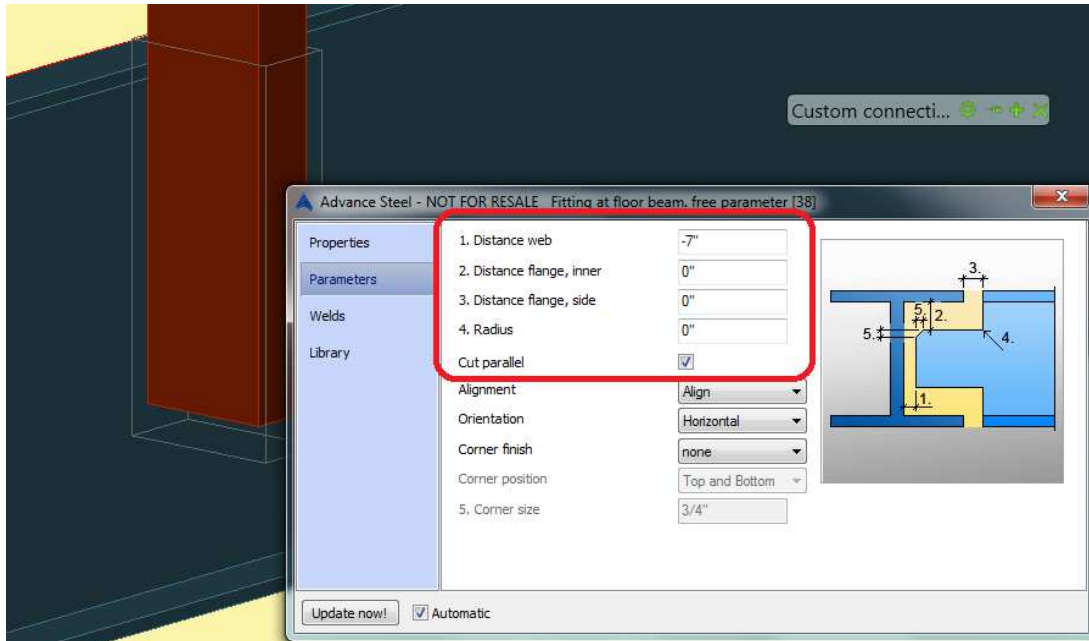 Custom connecti...
Advance Steel - NOT FOR RESALE Fitting at floor beam. free parameter [38]
x
Properties
Parameters
Welds
Library
1. Distance web -7"
2. Distance flange, inner 0"
3. Distance flange, side 0"
4. Radius 0"
Cut parallel
Alignment Align
Orientation Horizontal
Corner finish none
Corner position Top and Bottom
5. Corner size 3/4"
3.
5. 2.
5. 4.
1.
Update now! Automatic